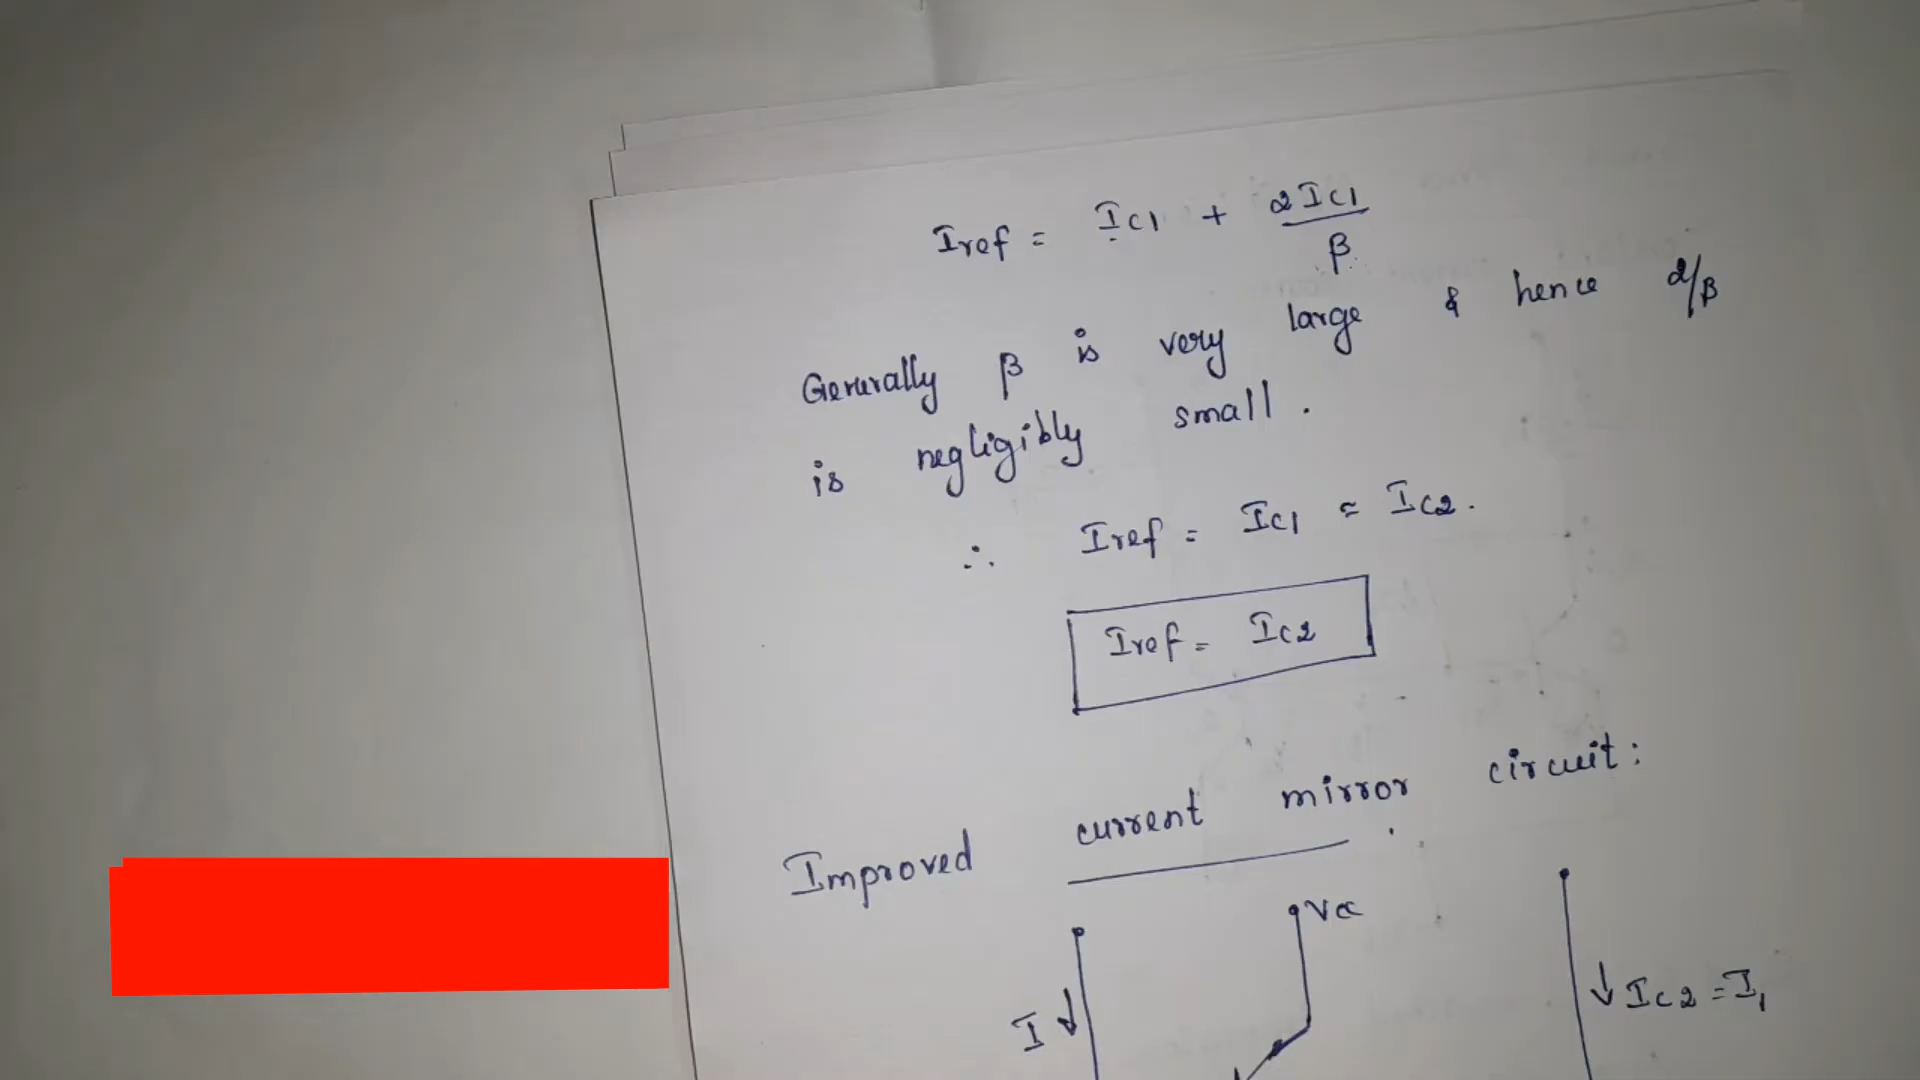 Iref = IC1 + 2IC1/β
Generally β is very large & hence 2/β
is negligibly small.
∴ Iref = IC1 ≈ IC2.
Iref = IC2
Improved current mirror circuit:
Vcc
I ↓
↓ IC2 = I1